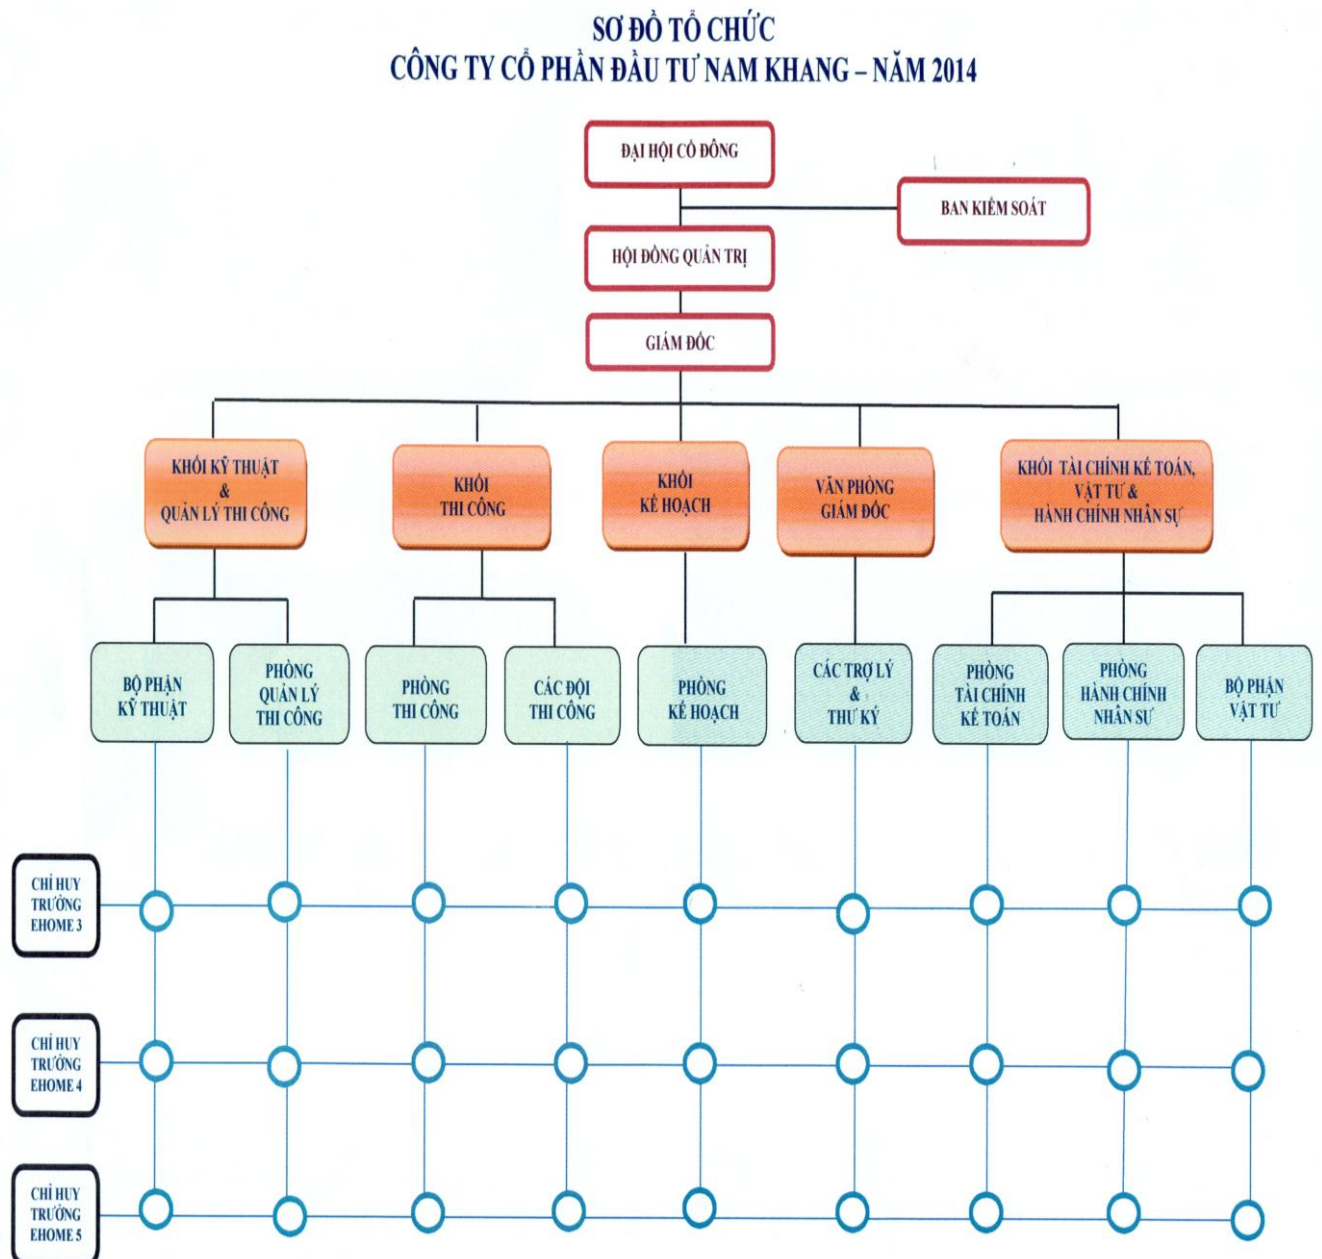 SƠ ĐỒ TỔ CHỨC
CÔNG TY CỔ PHẦN ĐẦU TƯ NAM KHANG – NĂM 2014
ĐẠI HỘI CỔ ĐÔNG
BAN KIỂM SOÁT
HỘI ĐỒNG QUẢN TRỊ
GIÁM ĐỐC
KHỐI KỸ THUẬT
&
QUẢN LÝ THI CÔNG
KHỐI
THI CÔNG
KHỐI
KẾ HOẠCH
VĂN PHÒNG
GIÁM ĐỐC
KHỐI TÀI CHÍNH KẾ TOÁN,
VẬT TƯ &
HÀNH CHÍNH NHÂN SỰ
BỘ PHẬN
KỸ THUẬT
PHÒNG
QUẢN LÝ
THI CÔNG
PHÒNG
THI CÔNG
CÁC ĐỘI
THI CÔNG
PHÒNG
KẾ HOẠCH
CÁC TRỢ LÝ
&
THƯ KÝ
PHÒNG
TÀI CHÍNH
KẾ TOÁN
PHÒNG
HÀNH CHÍNH
NHÂN SỰ
BỘ PHẬN
VẬT TƯ
CHỈ HUY
TRƯỞNG
EHOME 3
CHỈ HUY
TRƯỞNG
EHOME 4
CHỈ HUY
TRƯỞNG
EHOME 5